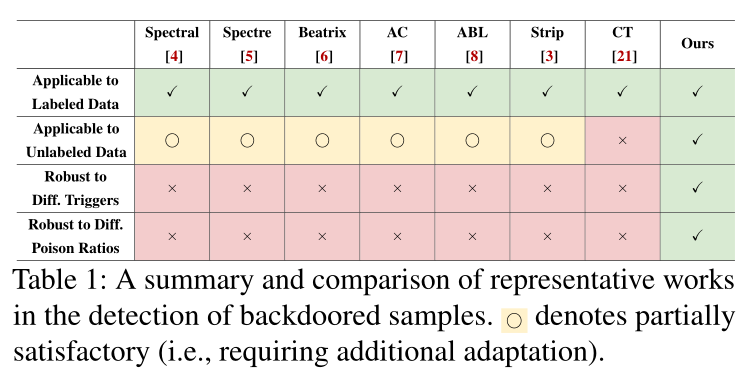 Spectral Spectre Beatrix AC ABL Strip CT Ours
[4] [5] [6] [7] [8] [3] [21]
Applicable to
Labeled Data ✓ ✓ ✓ ✓ ✓ ✓ ✓ ✓
Applicable to
Unlabeled Data ○ ○ ○ ○ ○ ○ × ✓
Robust to
Diff. Triggers × × × × × × × ✓
Robust to Diff.
Poison Ratios × × × × × × × ✓
Table 1: A summary and comparison of representative works
in the detection of backdoored samples. ○ denotes partially
satisfactory (i.e., requiring additional adaptation).